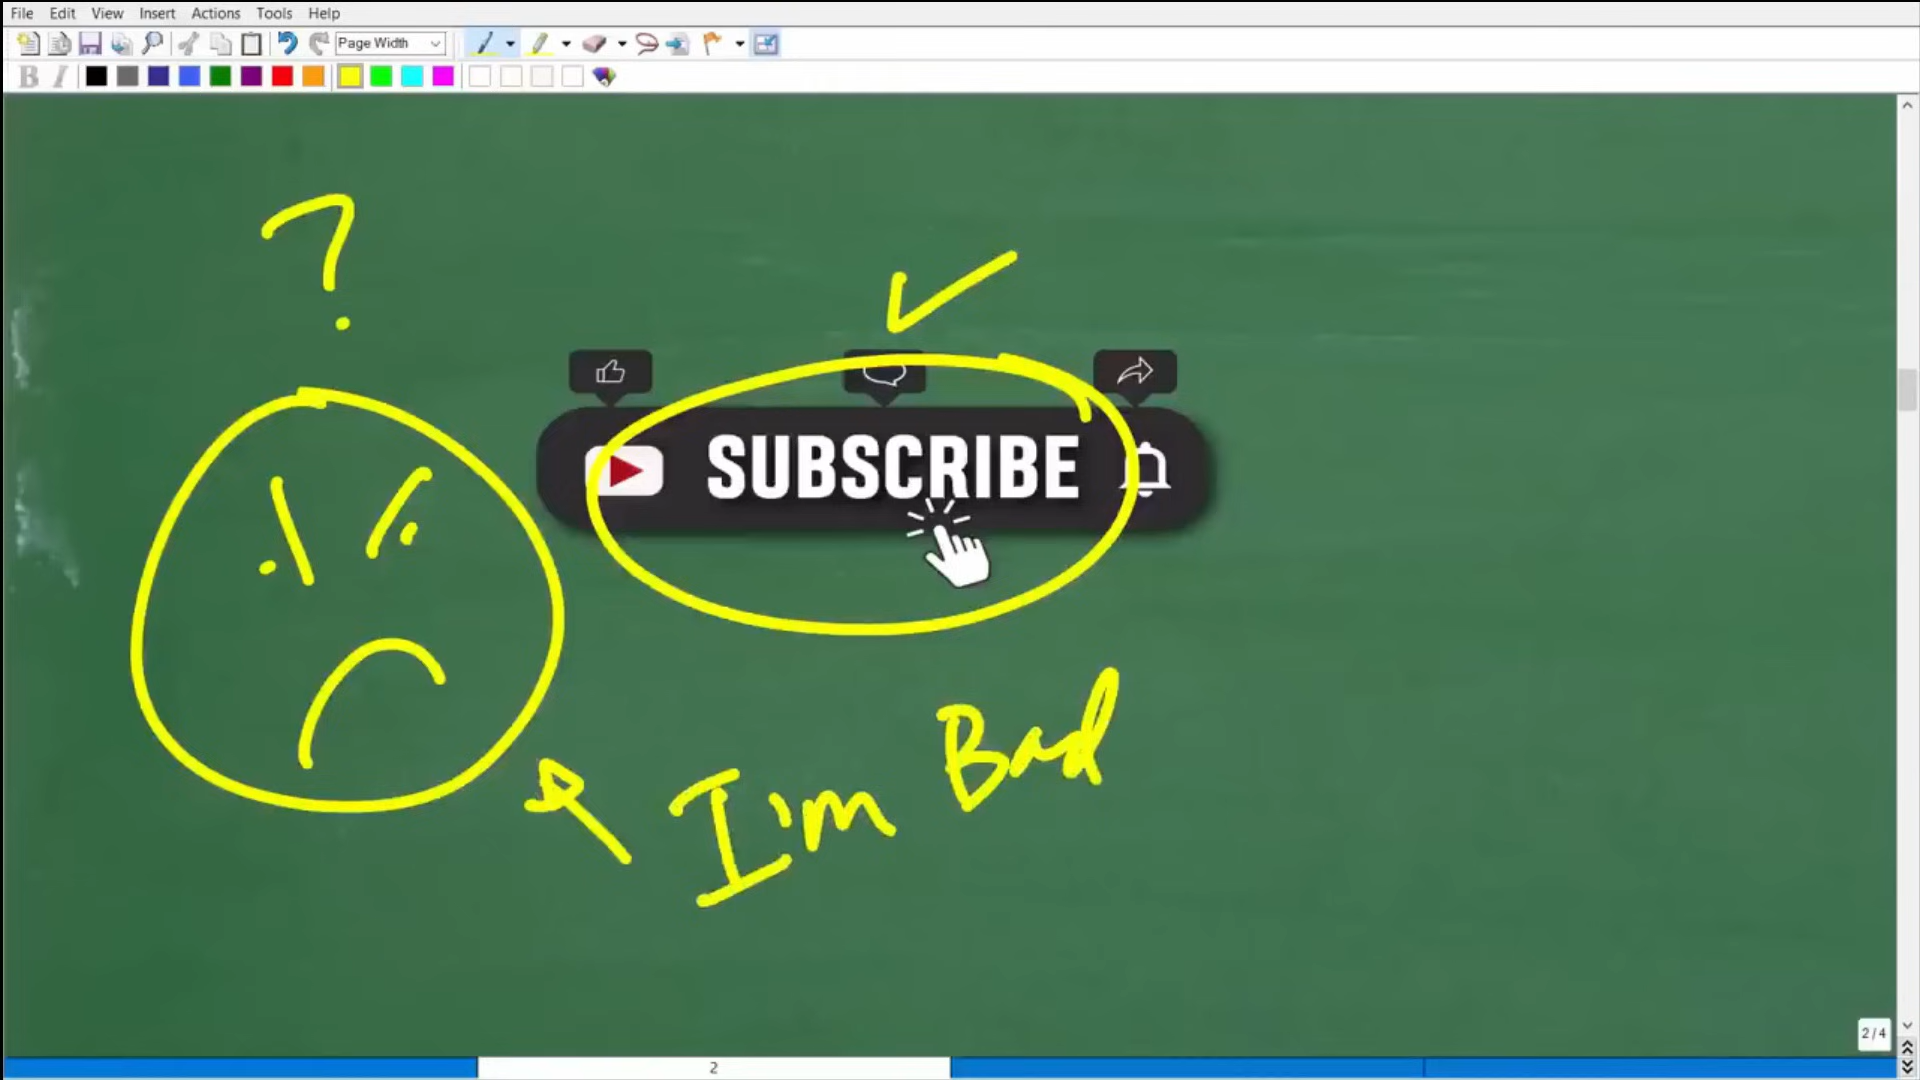 File Edit View Insert Actions Tools Help
Page Width
B I
?
SUBSCRIBE
I'm Bad
2 / 4
2